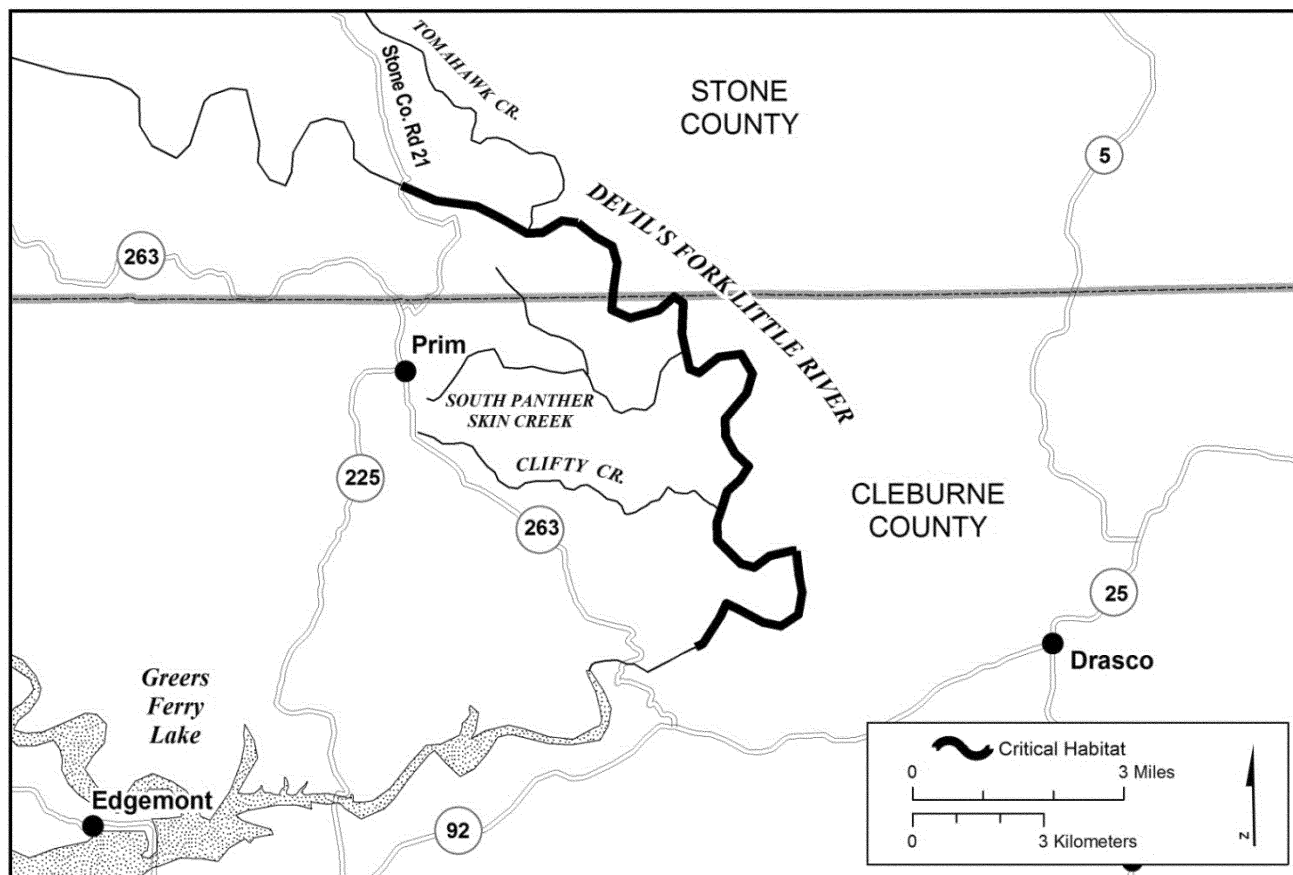 TOMAHAWK CR.
Stone Co. Rd 21
STONE
COUNTY
5
DEVIL'S FORK LITTLE RIVER
263
Prim
SOUTH PANTHER
SKIN CREEK
CLIFTY CR.
225
263
CLEBURNE
COUNTY
25
Drasco
Greers
Ferry
Lake
Edgemont
92
Critical Habitat
0 3 Miles
0 3 Kilometers
N